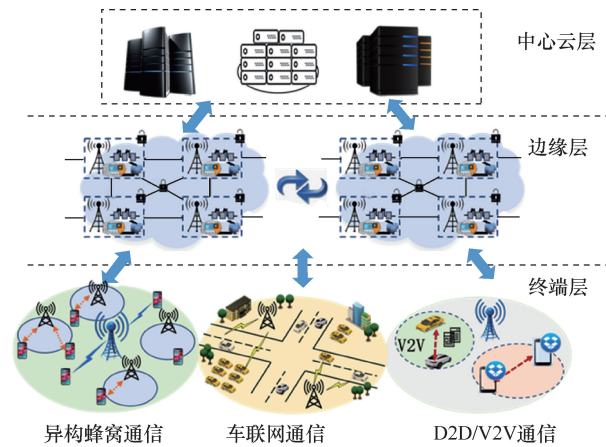 中心云层
边缘层
终端层
V2V
异构蜂窝通信
车联网通信
D2D/V2V通信